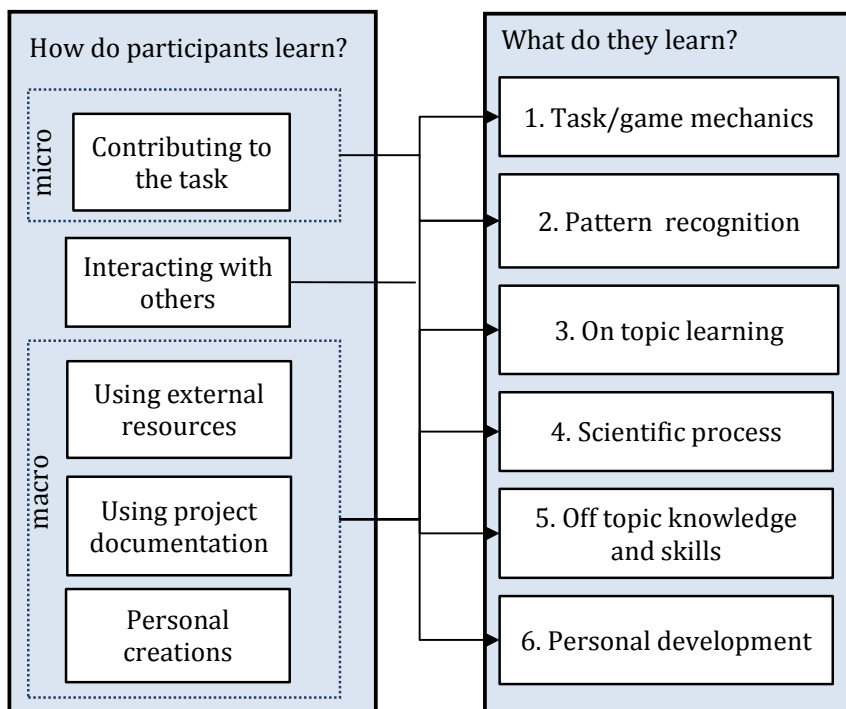 How do participants learn?
micro
Contributing to
the task
Interacting with
others
macro
Using external
resources
Using project
documentation
Personal
creations
What do they learn?
1. Task/game mechanics
2. Pattern recognition
3. On topic learning
4. Scientific process
5. Off topic knowledge
and skills
6. Personal development